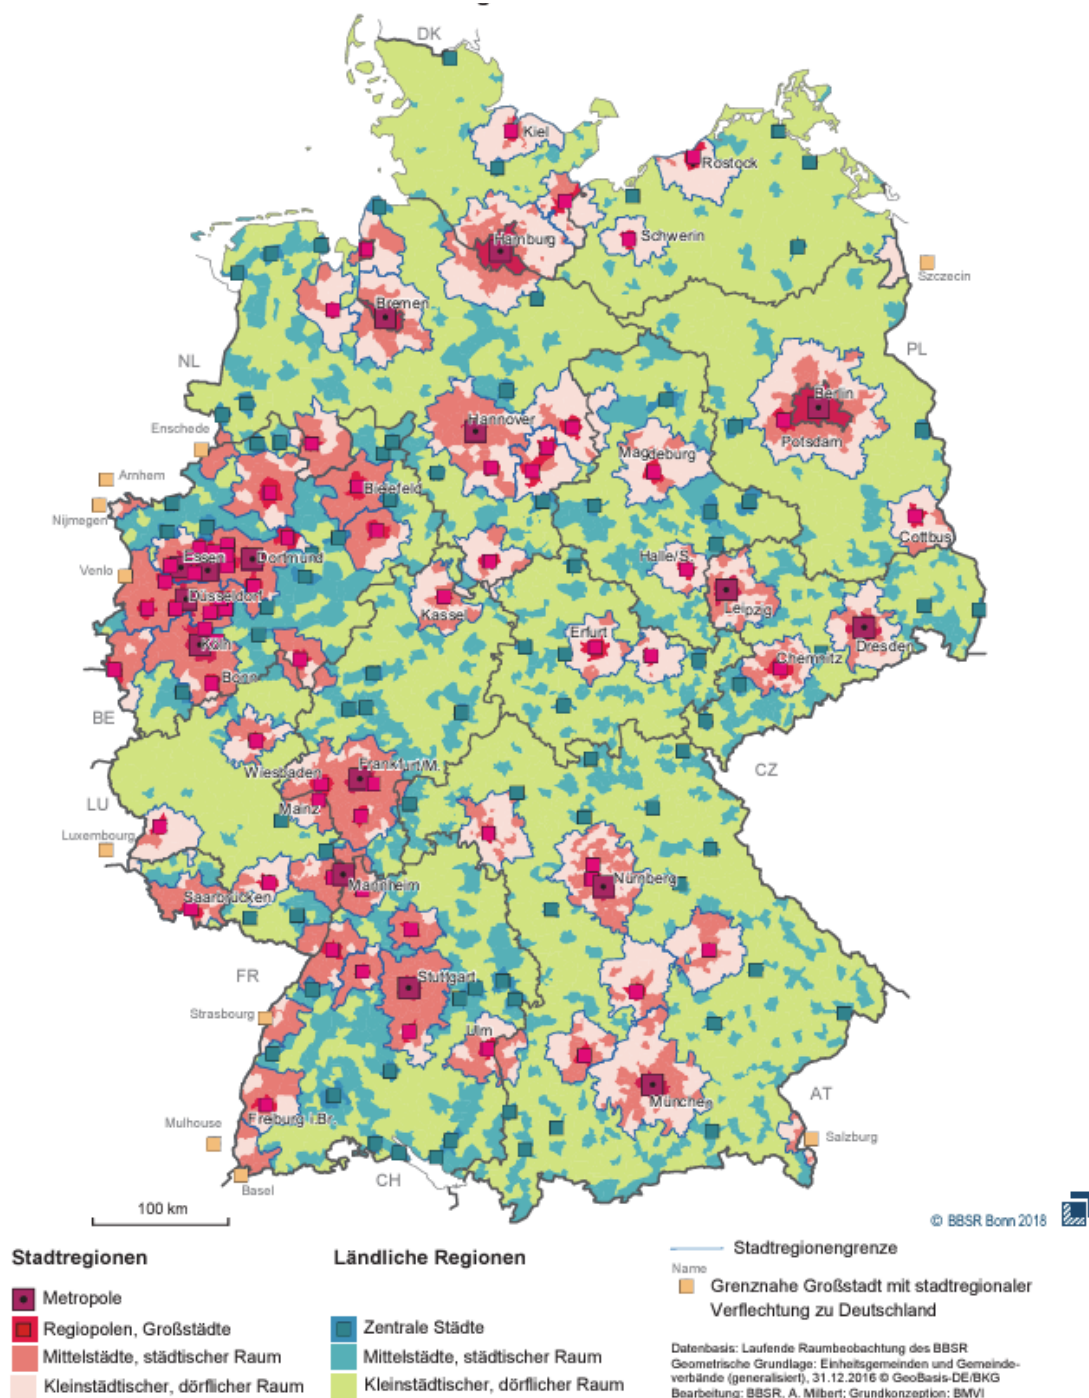 DK
Kiel
Rostock
Hamburg
Schwerin
Szczecin
Bremen
NL
PL
Berlin
Hannover
Potsdam
Enschede
Magdeburg
Arnhem
Bielefeld
Nijmegen
Cottbus
Essen
Dortmund
Halle/S.
Venlo
Düsseldorf
Leipzig
Kassel
Erfurt
Köln
Dresden
Chemnitz
Bonn
BE
Wiesbaden
Frankfurt/M.
CZ
LU
Mainz
Luxembourg
Mannheim
Nürnberg
Saarbrücken
FR
Stuttgart
Strasbourg
Ulm
München
AT
Mulhouse
Freiburg i.Br.
Salzburg
CH
Basel
100 km
© BBSR Bonn 2018
Stadtregionen
Metropole
Regiopolen, Großstädte
Mittelstädte, städtischer Raum
Kleinstädtischer, dörflicher Raum
Ländliche Regionen
Zentrale Städte
Mittelstädte, städtischer Raum
Kleinstädtischer, dörflicher Raum
Stadtregionengrenze
Name
Grenznahe Großstadt mit stadtregionaler
Verflechtung zu Deutschland
Datenbasis: Laufende Raumbeobachtung des BBSR
Geometrische Grundlage: Einheitsgemeinden und Gemeinde-
verbände (generalisiert), 31.12.2016 © GeoBasis-DE/BKG
Bearbeitung: BBSR, A. Milbert; Grundkonzeption: BMVI